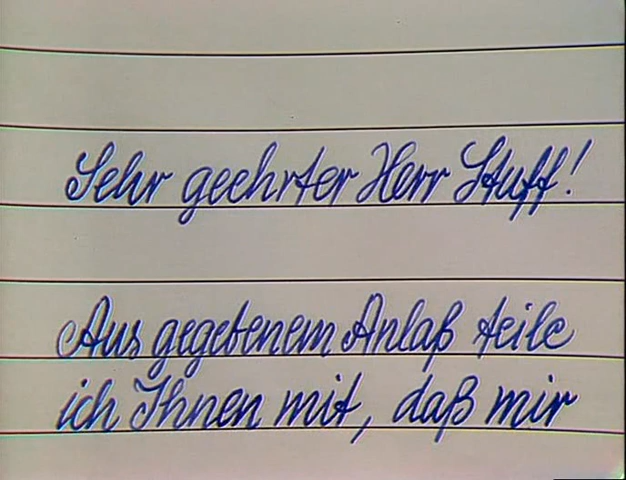 Sehr geehrter Herr Stuff!
Aus gegebenem Anlaß teile
ich Ihnen mit, daß mir